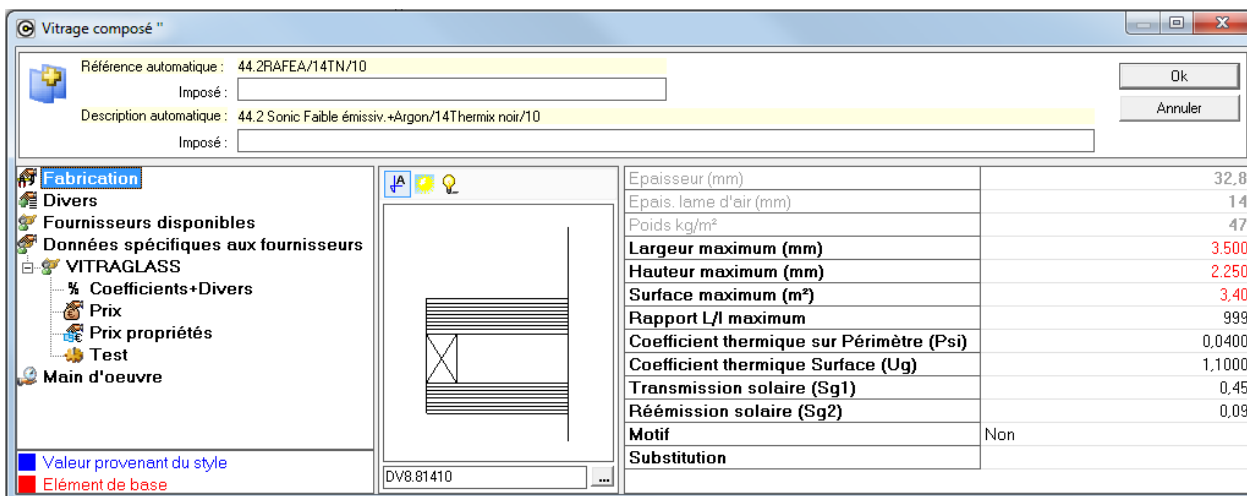 Vitrage composé ''
Référence automatique : 44.2RAFEA/14TN/10
Imposé :
Description automatique : 44.2 Sonic Faible émissiv.+Argon/14Thermix noir/10
Imposé :
Ok
Annuler
Fabrication
Divers
Fournisseurs disponibles
Données spécifiques aux fournisseurs
VITRAGLASS
% Coefficients+Divers
Prix
Prix propriétés
Test
Main d'oeuvre
Valeur provenant du style
Elément de base
A
DV8.81410
...
Epaisseur (mm) 32,8
Epais. lame d'air (mm) 14
Poids kg/m² 47
Largeur maximum (mm) 3.500
Hauteur maximum (mm) 2.250
Surface maximum (m²) 3,40
Rapport L/l maximum 999
Coefficient thermique sur Périmètre (Psi) 0,0400
Coefficient thermique Surface (Ug) 1,1000
Transmission solaire (Sg1) 0,45
Réémission solaire (Sg2) 0,09
Motif Non
Substitution